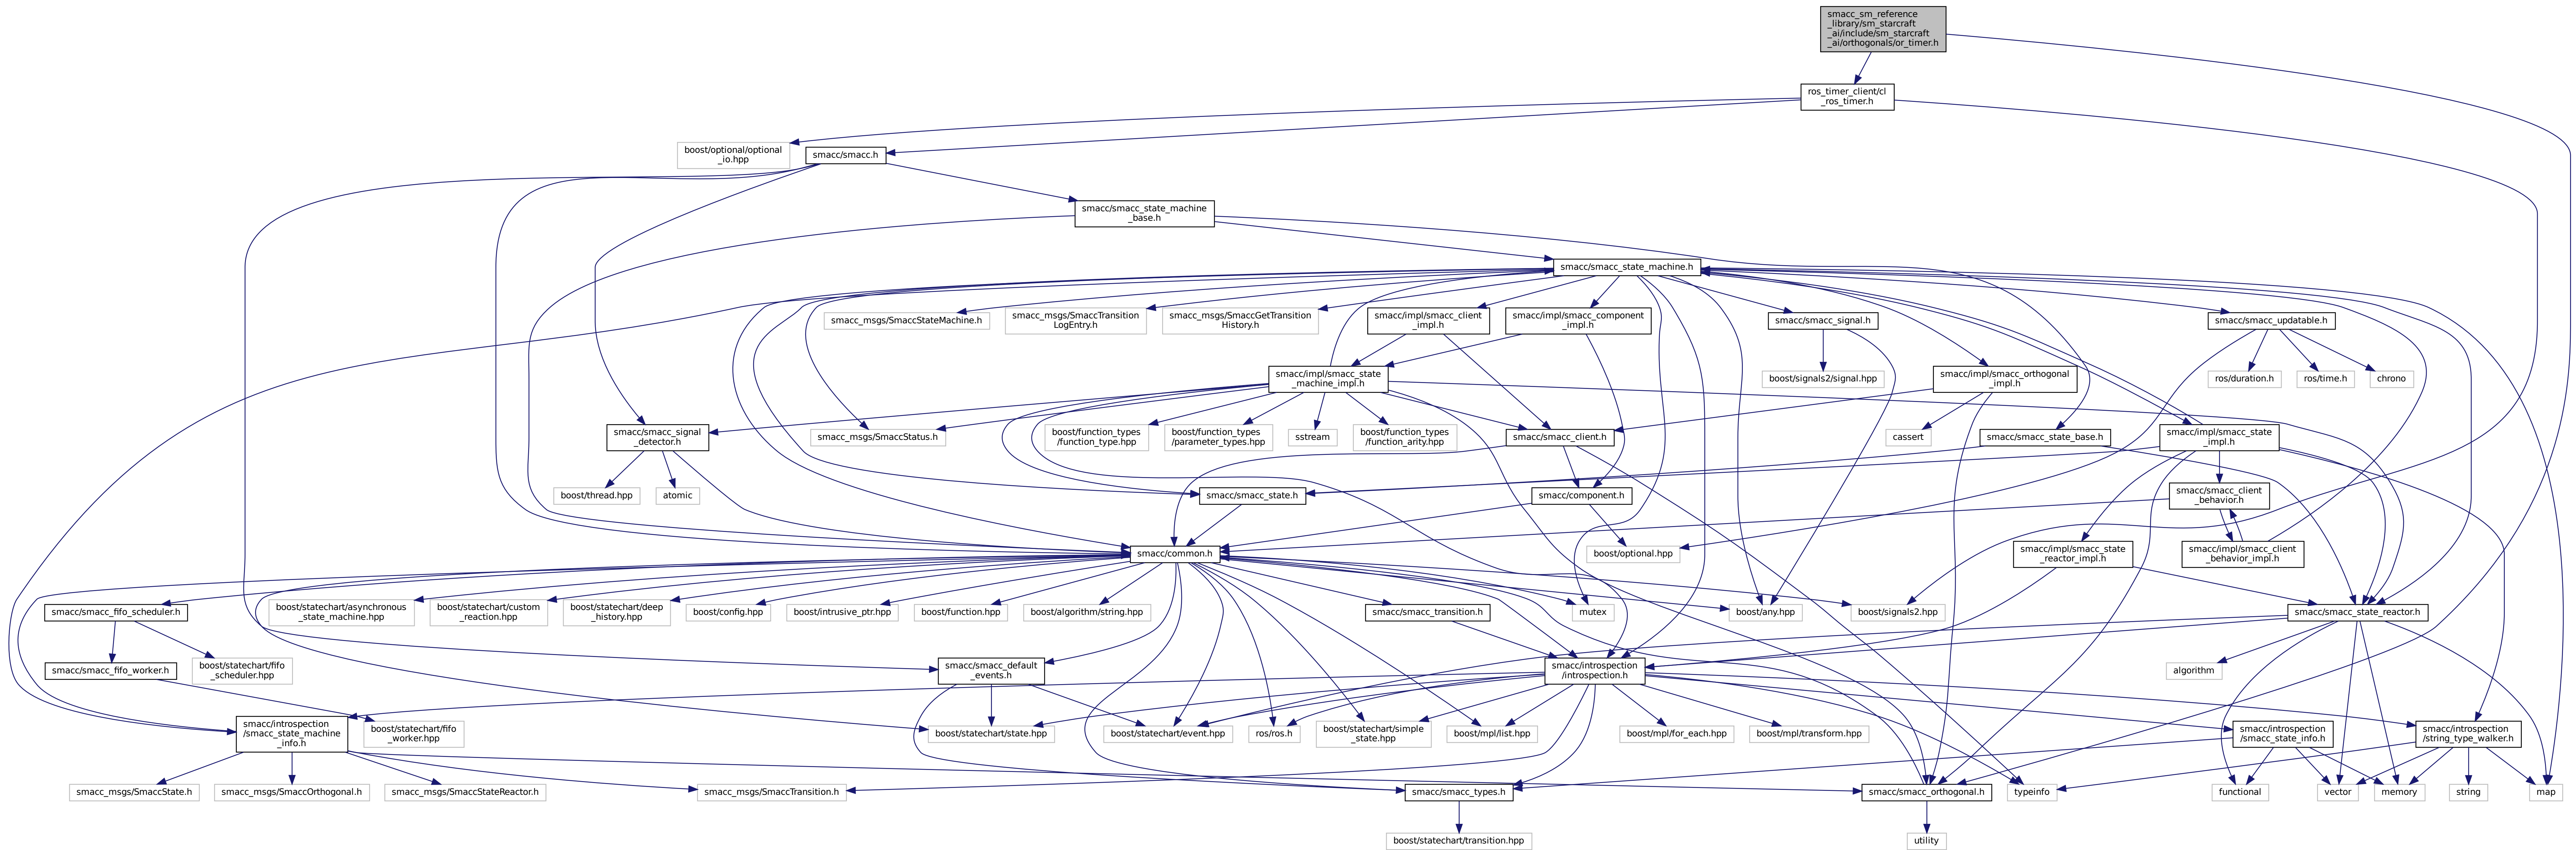 smacc_sm_reference
_library/sm_starcraft
_ai/include/sm_starcraft
_ai/orthogonals/or_timer.h
ros_timer_client/cl
_ros_timer.h
boost/optional/optional
_io.hpp
smacc/smacc.h
smacc/smacc_state_machine
_base.h
smacc/smacc_state_machine.h
smacc_msgs/SmaccStateMachine.h
smacc_msgs/SmaccTransition
LogEntry.h
smacc_msgs/SmaccGetTransition
History.h
smacc/impl/smacc_client
_impl.h
smacc/impl/smacc_component
_impl.h
smacc/smacc_signal.h
smacc/smacc_updatable.h
smacc/impl/smacc_state
_machine_impl.h
boost/signals2/signal.hpp
smacc/impl/smacc_orthogonal
_impl.h
ros/duration.h
ros/time.h
chrono
smacc/smacc_signal
_detector.h
smacc_msgs/SmaccStatus.h
boost/function_types
/function_type.hpp
boost/function_types
/parameter_types.hpp
sstream
boost/function_types
/function_arity.hpp
smacc/smacc_client.h
cassert
smacc/smacc_state_base.h
smacc/impl/smacc_state
_impl.h
boost/thread.hpp
atomic
smacc/smacc_state.h
smacc/component.h
smacc/smacc_client
_behavior.h
smacc/common.h
boost/optional.hpp
smacc/impl/smacc_state
_reactor_impl.h
smacc/impl/smacc_client
_behavior_impl.h
smacc/smacc_fifo_scheduler.h
boost/statechart/asynchronous
_state_machine.hpp
boost/statechart/custom
_reaction.hpp
boost/statechart/deep
_history.hpp
boost/config.hpp
boost/intrusive_ptr.hpp
boost/function.hpp
boost/algorithm/string.hpp
smacc/smacc_transition.h
mutex
boost/any.hpp
boost/signals2.hpp
smacc/smacc_state_reactor.h
smacc/smacc_fifo_worker.h
boost/statechart/fifo
_scheduler.hpp
smacc/smacc_default
_events.h
smacc/introspection
/introspection.h
algorithm
smacc/introspection
/smacc_state_machine
_info.h
boost/statechart/fifo
_worker.hpp
boost/statechart/state.hpp
boost/statechart/event.hpp
ros/ros.h
boost/statechart/simple
_state.hpp
boost/mpl/list.hpp
boost/mpl/for_each.hpp
boost/mpl/transform.hpp
smacc/introspection
/smacc_state_info.h
smacc/introspection
/string_type_walker.h
smacc_msgs/SmaccState.h
smacc_msgs/SmaccOrthogonal.h
smacc_msgs/SmaccStateReactor.h
smacc_msgs/SmaccTransition.h
smacc/smacc_types.h
smacc/smacc_orthogonal.h
typeinfo
functional
vector
memory
string
map
boost/statechart/transition.hpp
utility